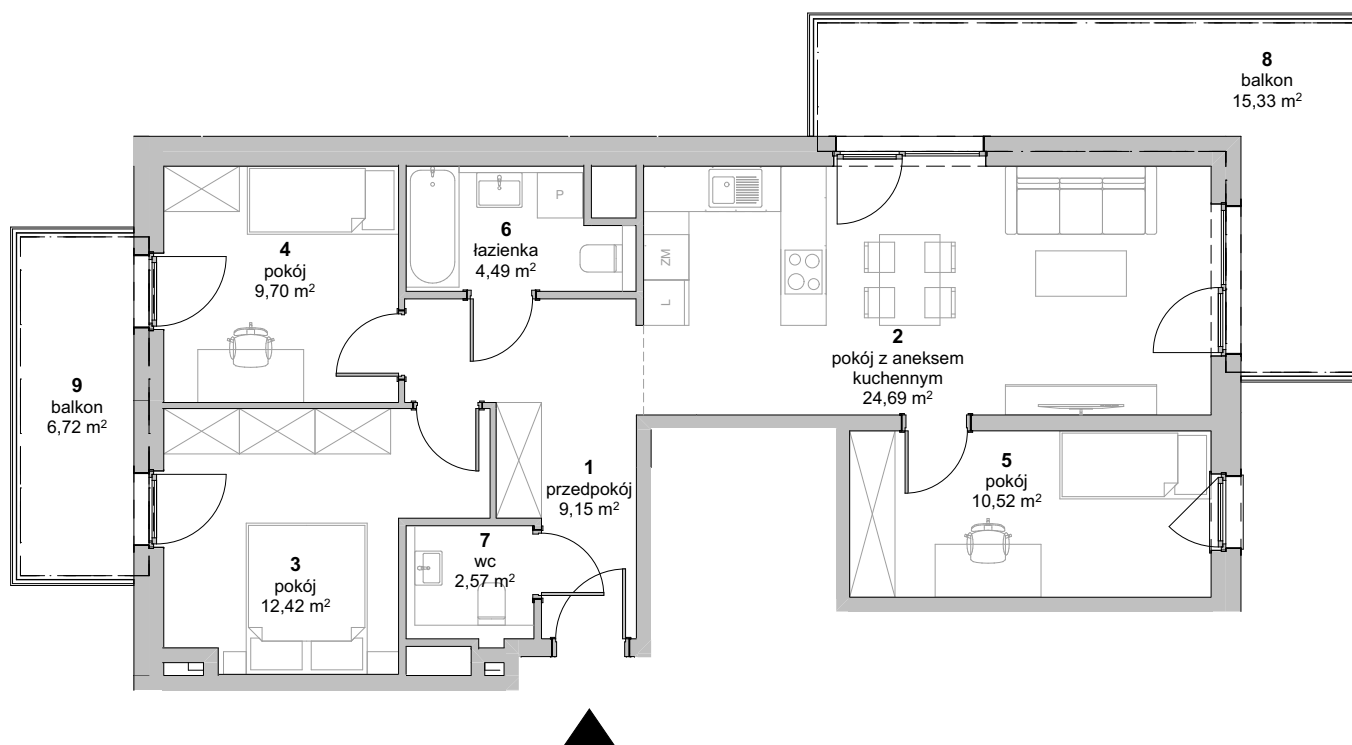 8
balkon
15,33 m²
P
6
łazienka
4,49 m²
4
pokój
9,70 m²
ZM
L
2
pokój z aneksem
kuchennym
24,69 m²
9
balkon
6,72 m²
1
przedpokój
9,15 m²
5
pokój
10,52 m²
7
wc
2,57 m²
3
pokój
12,42 m²